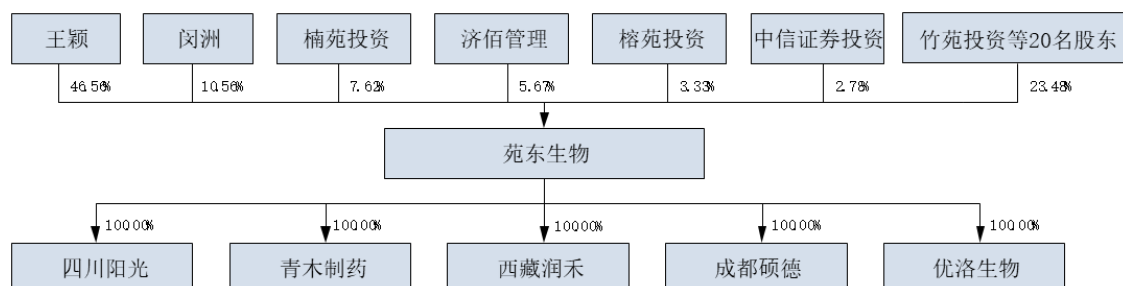 王颖
闵洲
楠苑投资
济佰管理
榕苑投资
中信证券投资
竹苑投资等20名股东
46.56%
10.56%
7.62%
5.67%
3.33%
2.78%
23.48%
苑东生物
100.00%
100.00%
100.00%
100.00%
100.00%
四川阳光
青木制药
西藏润禾
成都硕德
优洛生物